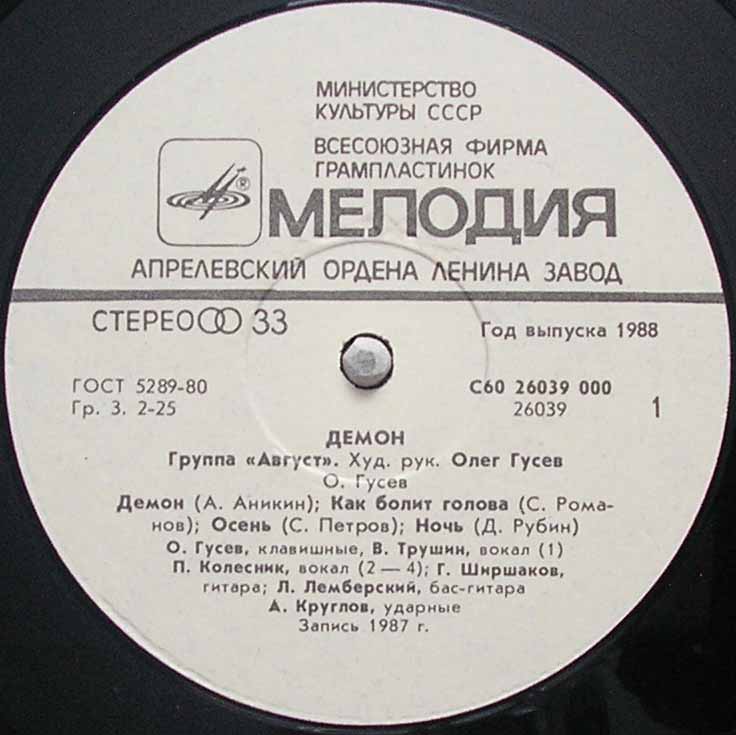 МИНИСТЕРСТВО
КУЛЬТУРЫ СССР
ВСЕСОЮЗНАЯ ФИРМА
ГРАМПЛАСТИНОК
®
МЕЛОДИЯ
АПРЕЛЕВСКИЙ ОРДЕНА ЛЕНИНА ЗАВОД
СТЕРЕО 33
Год выпуска 1988
ГОСТ 5289-80
Гр. 3. 2-25
С60 26039 000
26039
1
ДЕМОН
Группа «Август». Худ. рук. Олег Гусев
О. Гусев
Демон (А. Аникин); Как болит голова (С. Рома-
нов); Осень (С. Петров); Ночь (Д. Рубин)
О. Гусев, клавишные, В. Трушин, вокал (1)
П. Колесник, вокал (2 — 4); Г. Ширшаков,
гитара; Л. Лемберский, бас-гитара
А. Круглов, ударные
Запись 1987 г.